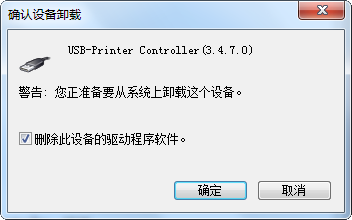 确认设备卸载
USB-Printer Controller(3.4.7.0)
警告: 您正准备要从系统上卸载这个设备。
删除此设备的驱动程序软件。
确定
取消